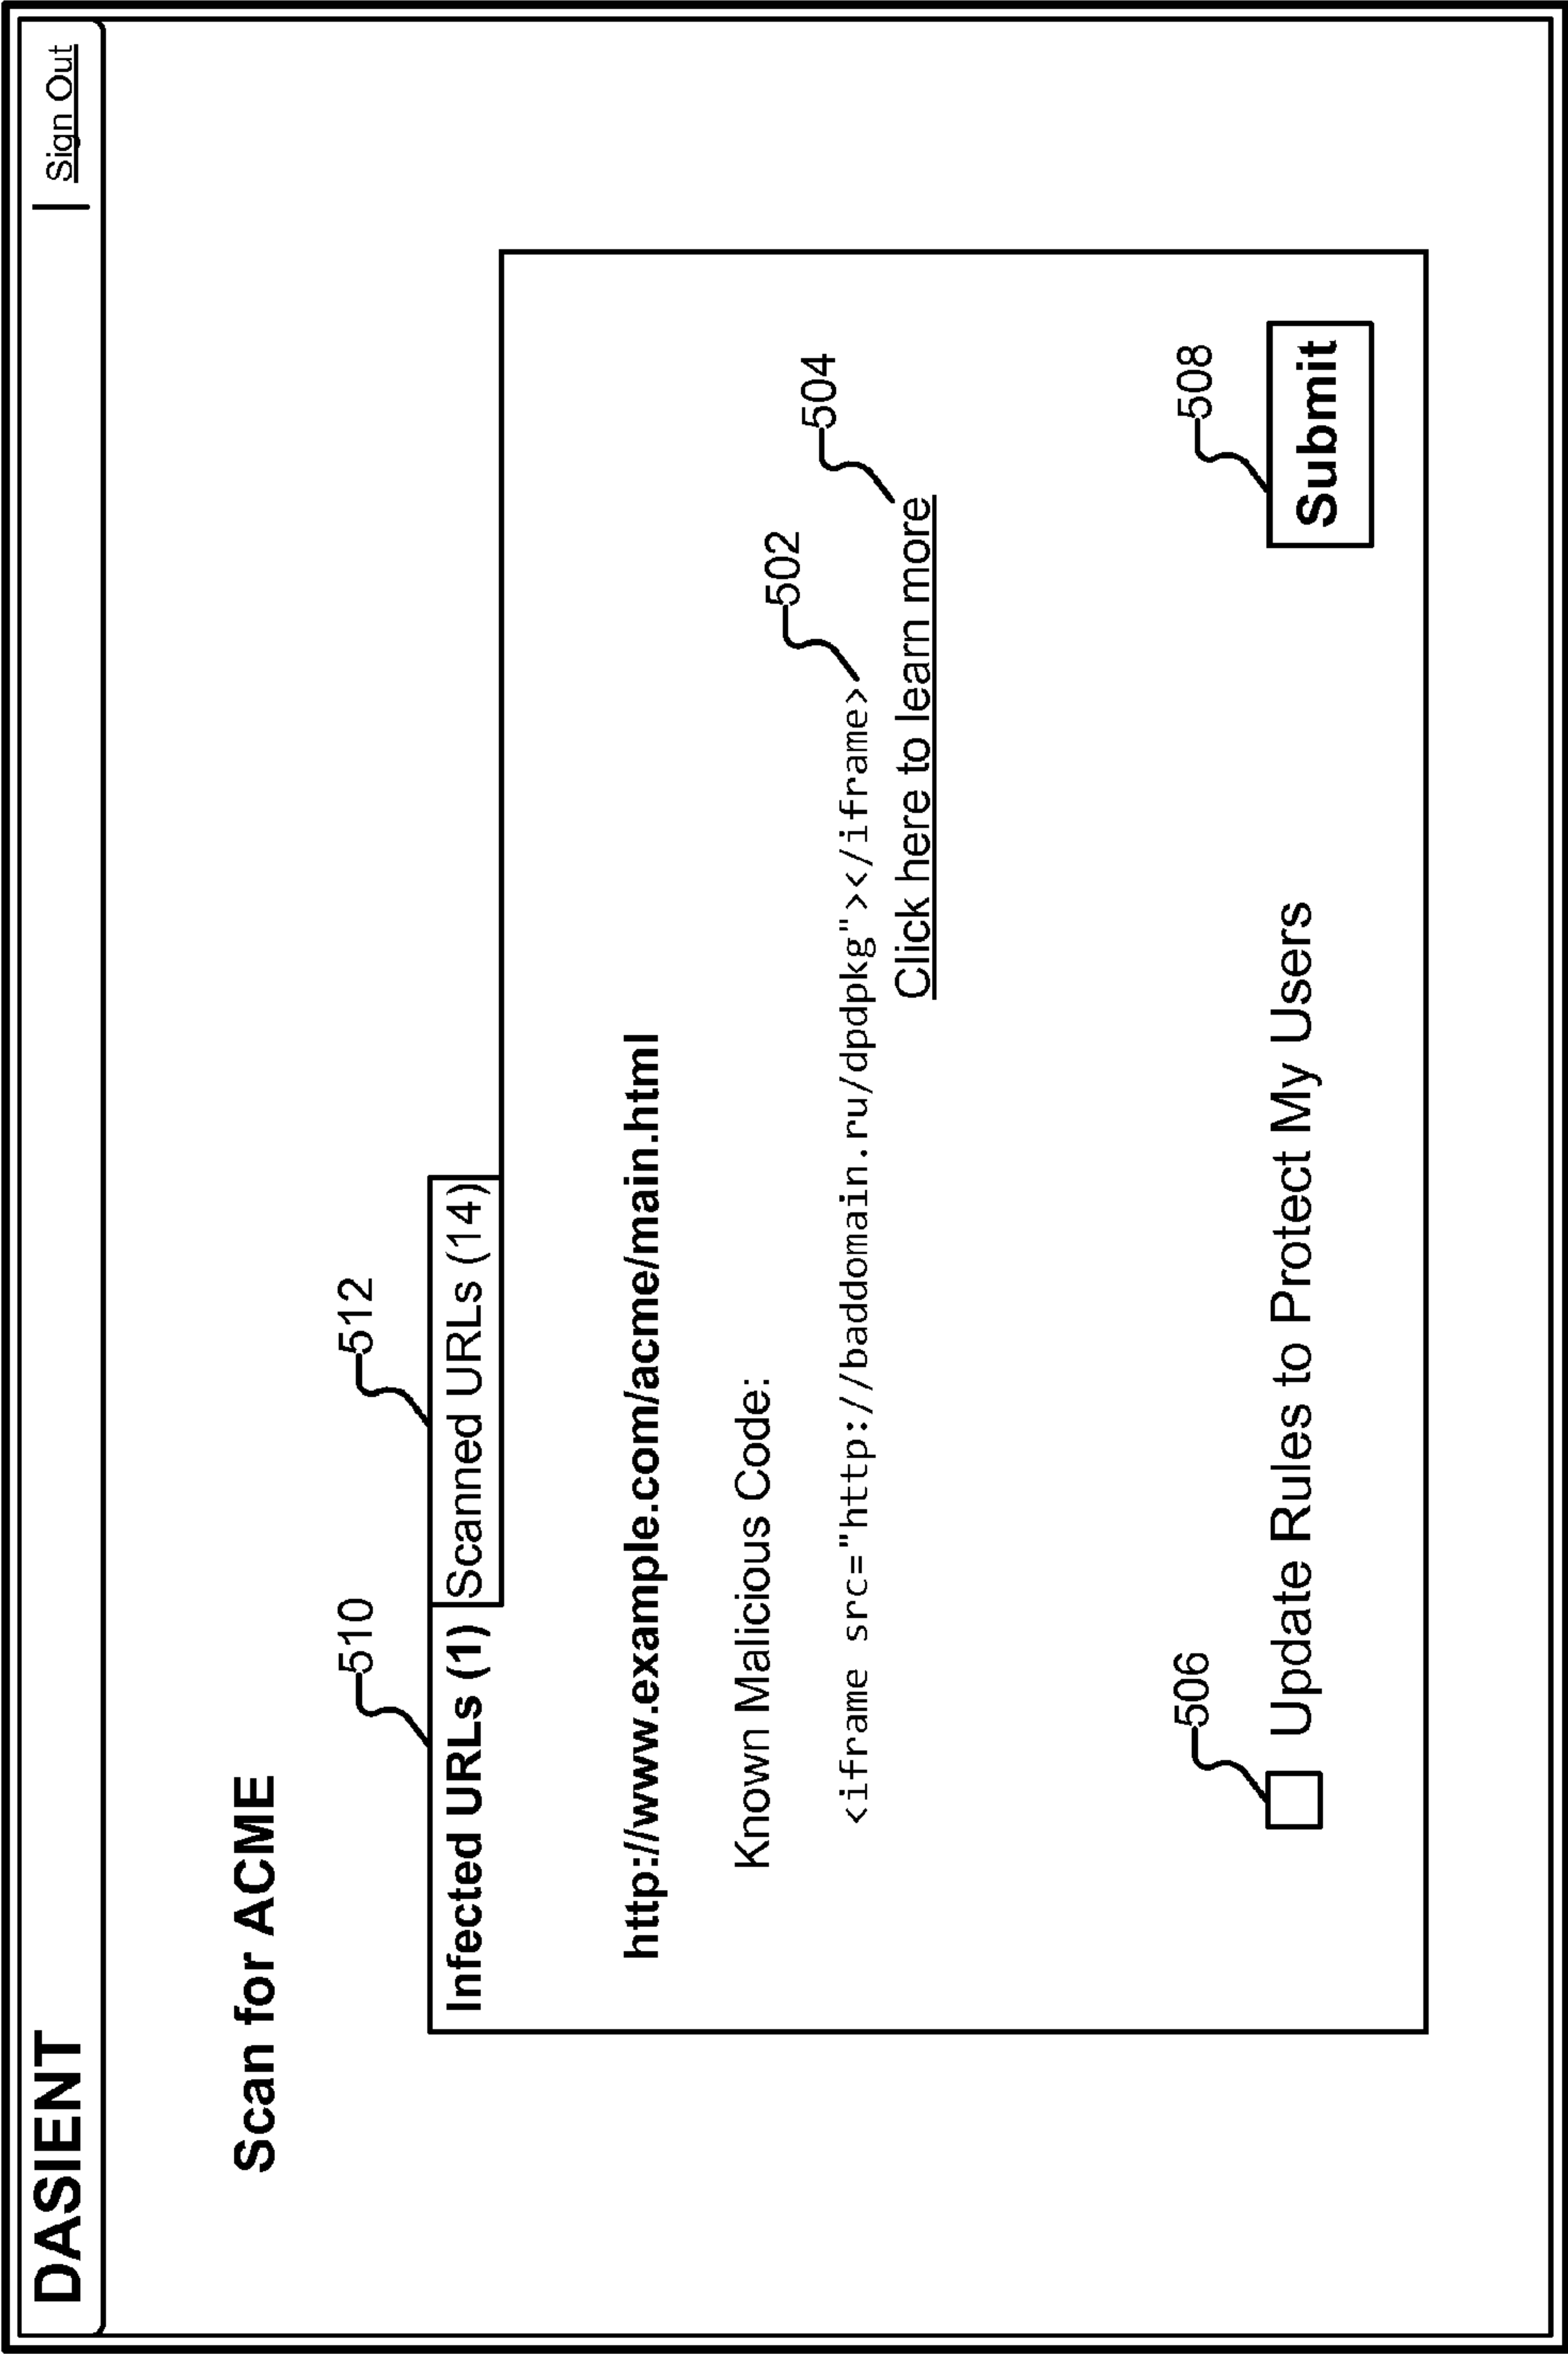 DASIENT
Sign Out
Scan for ACME
510
512
Infected URLs (1)
Scanned URLs (14)
http://www.example.com/acme/main.html
Known Malicious Code:
502
<iframe src="http://baddomain.ru/dpdpkg"></iframe>
504
Click here to learn more
506
Update Rules to Protect My Users
508
Submit